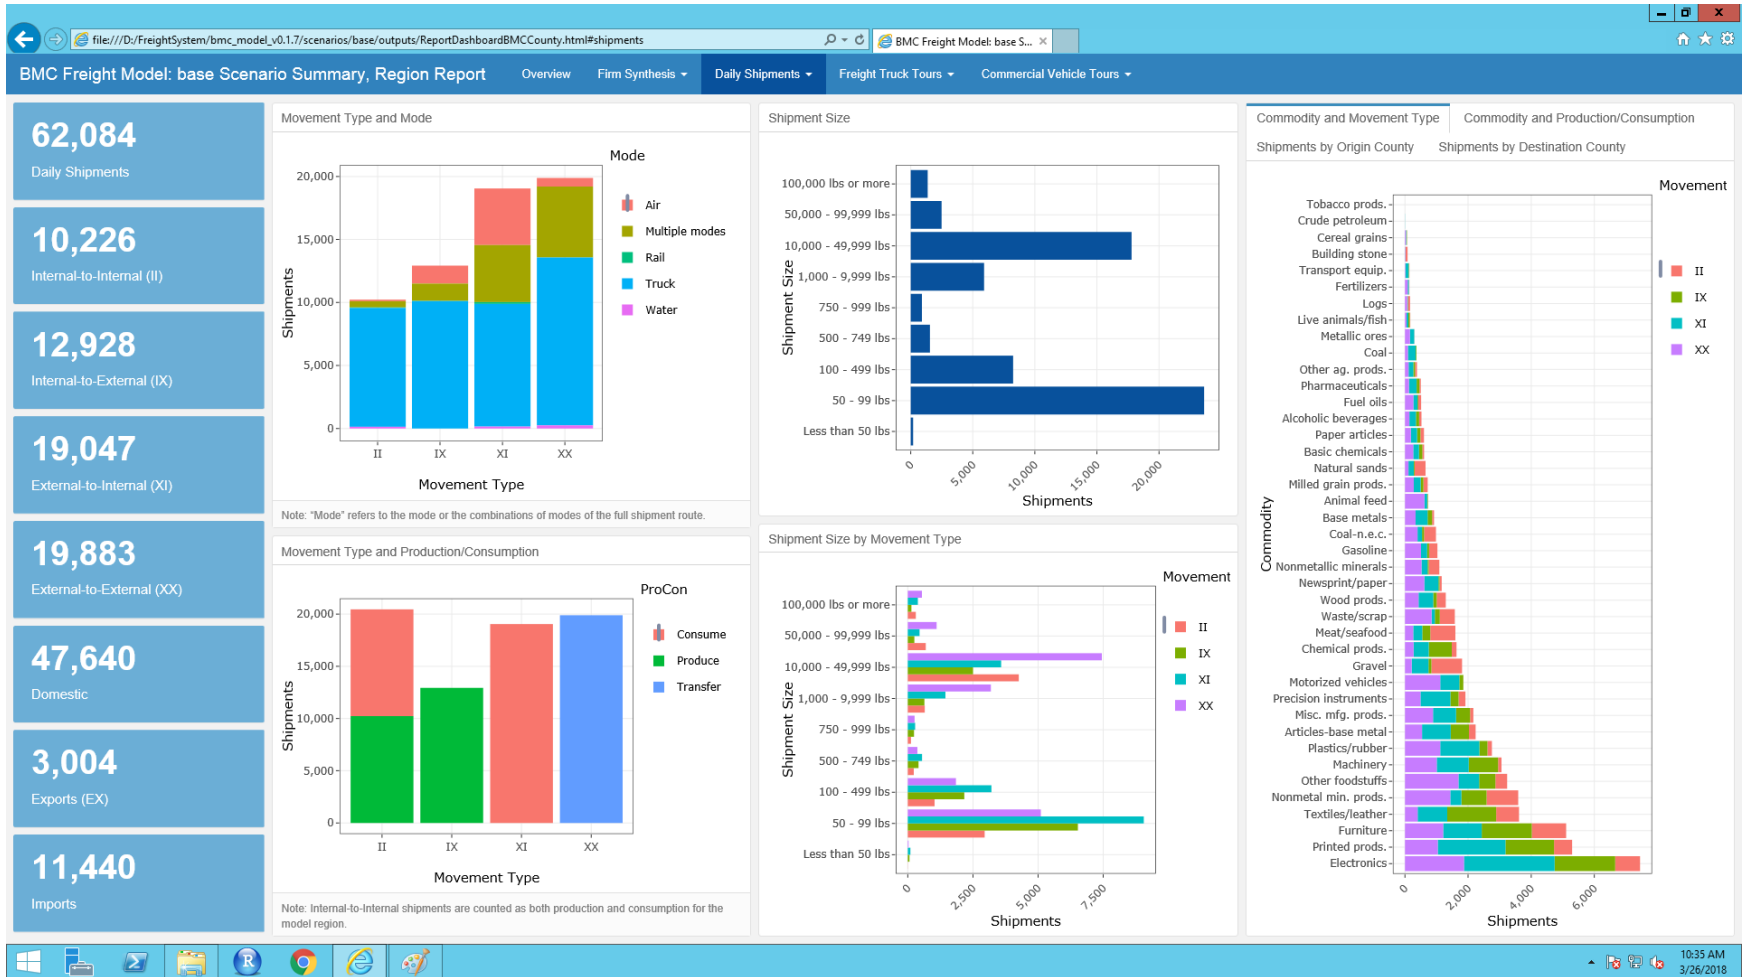 file:///D:/FreightSystem/bmc_model_v0.1.7/scenarios/base/outputs/ReportDashboardBMCCounty.html#shipments
BMC Freight Model: base S...
BMC Freight Model: base Scenario Summary, Region Report
Overview
Firm Synthesis
Daily Shipments
Freight Truck Tours
Commercial Vehicle Tours
62,084
Daily Shipments
10,226
Internal-to-Internal (II)
12,928
Internal-to-External (IX)
19,047
External-to-Internal (XI)
19,883
External-to-External (XX)
47,640
Domestic
3,004
Exports (EX)
11,440
Imports
Movement Type and Mode
Mode
20,000
15,000
10,000
5,000
0
Shipments
II
IX
XI
XX
Movement Type
Air
Multiple modes
Rail
Truck
Water
Note: "Mode" refers to the mode or the combinations of modes of the full shipment route.
Movement Type and Production/Consumption
ProCon
20,000
15,000
10,000
5,000
0
Shipments
II
IX
XI
XX
Movement Type
Consume
Produce
Transfer
Note: Internal-to-Internal shipments are counted as both production and consumption for the
model region.
Shipment Size
Shipment Size
100,000 lbs or more
50,000 - 99,999 lbs
10,000 - 49,999 lbs
1,000 - 9,999 lbs
750 - 999 lbs
500 - 749 lbs
100 - 499 lbs
50 - 99 lbs
Less than 50 lbs
0
5,000
10,000
15,000
20,000
Shipments
Shipment Size by Movement Type
Movement
Shipment Size
100,000 lbs or more
50,000 - 99,999 lbs
10,000 - 49,999 lbs
1,000 - 9,999 lbs
750 - 999 lbs
500 - 749 lbs
100 - 499 lbs
50 - 99 lbs
Less than 50 lbs
0
2,500
5,000
7,500
Shipments
II
IX
XI
XX
Commodity and Movement Type
Commodity and Production/Consumption
Shipments by Origin County
Shipments by Destination County
Movement
II
IX
XI
XX
Commodity
Tobacco prods.
Crude petroleum
Cereal grains
Building stone
Transport equip.
Fertilizers
Logs
Live animals/fish
Metallic ores
Coal
Other ag. prods.
Pharmaceuticals
Fuel oils
Alcoholic beverages
Paper articles
Basic chemicals
Natural sands
Milled grain prods.
Animal feed
Base metals
Coal-n.e.c.
Gasoline
Nonmetallic minerals
Newsprint/paper
Wood prods.
Waste/scrap
Meat/seafood
Chemical prods.
Gravel
Motorized vehicles
Precision instruments
Misc. mfg. prods.
Articles-base metal
Plastics/rubber
Machinery
Other foodstuffs
Nonmetal min. prods.
Textiles/leather
Furniture
Printed prods.
Electronics
0
2,000
4,000
6,000
Shipments
R
10:35 AM
3/26/2018